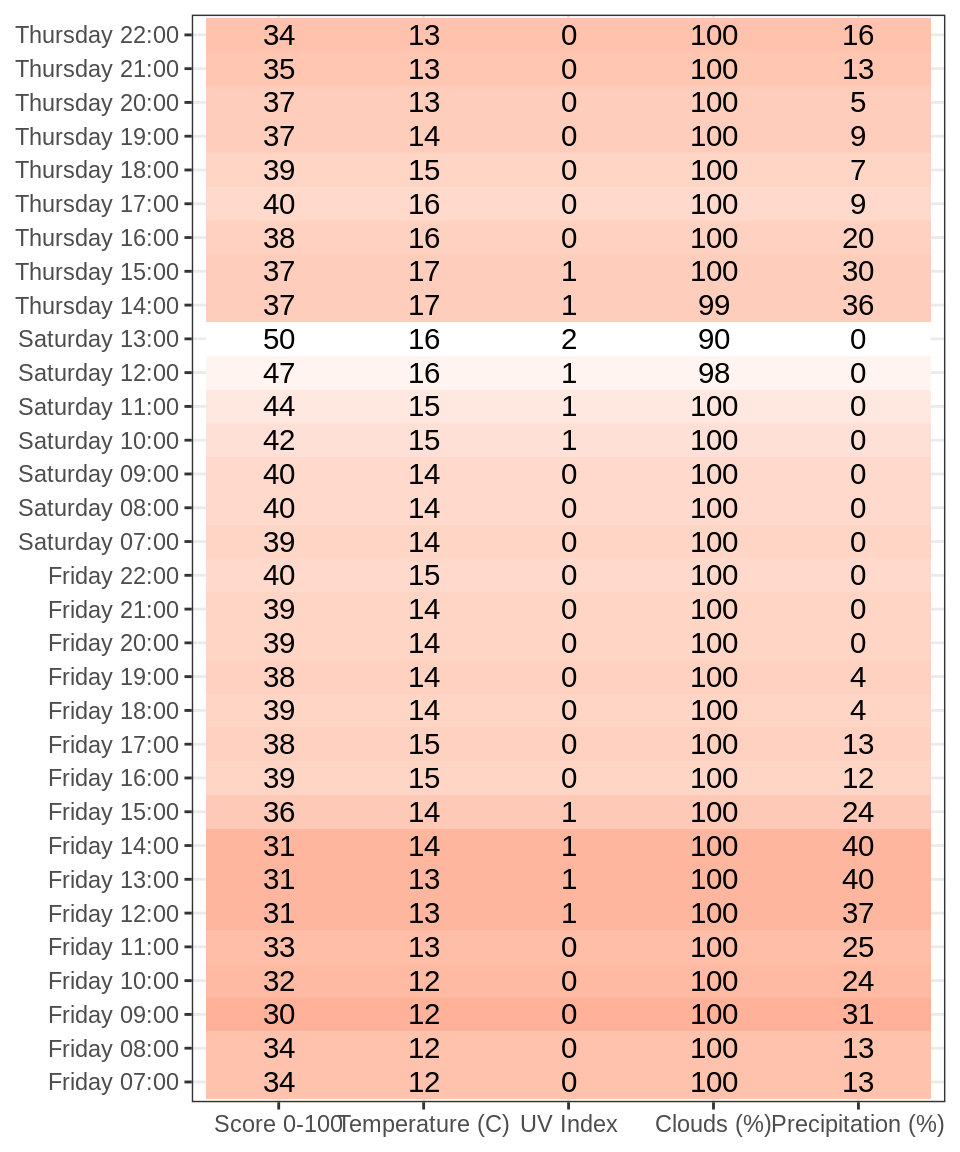 Thursday 22:00 34 13 0 100 16
Thursday 21:00 35 13 0 100 13
Thursday 20:00 37 13 0 100 5
Thursday 19:00 37 14 0 100 9
Thursday 18:00 39 15 0 100 7
Thursday 17:00 40 16 0 100 9
Thursday 16:00 38 16 0 100 20
Thursday 15:00 37 17 1 100 30
Thursday 14:00 37 17 1 99 36
Saturday 13:00 50 16 2 90 0
Saturday 12:00 47 16 1 98 0
Saturday 11:00 44 15 1 100 0
Saturday 10:00 42 15 1 100 0
Saturday 09:00 40 14 0 100 0
Saturday 08:00 40 14 0 100 0
Saturday 07:00 39 14 0 100 0
Friday 22:00 40 15 0 100 0
Friday 21:00 39 14 0 100 0
Friday 20:00 39 14 0 100 0
Friday 19:00 38 14 0 100 4
Friday 18:00 39 14 0 100 4
Friday 17:00 38 15 0 100 13
Friday 16:00 39 15 0 100 12
Friday 15:00 36 14 1 100 24
Friday 14:00 31 14 1 100 40
Friday 13:00 31 13 1 100 40
Friday 12:00 31 13 1 100 37
Friday 11:00 33 13 0 100 25
Friday 10:00 32 12 0 100 24
Friday 09:00 30 12 0 100 31
Friday 08:00 34 12 0 100 13
Friday 07:00 34 12 0 100 13
Score 0-100 Temperature (C) UV Index Clouds (%) Precipitation (%)